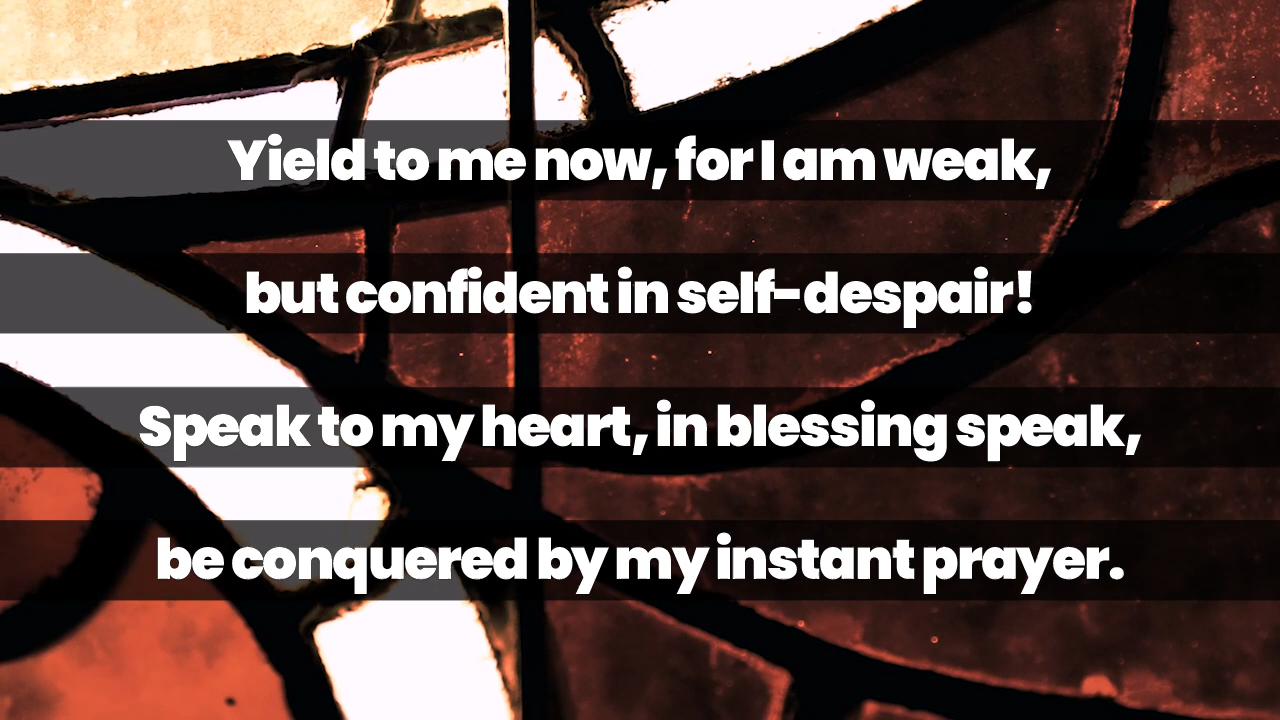 Yield to me now, for I am weak,
but confident in self-despair!
Speak to my heart, in blessing speak,
be conquered by my instant prayer.